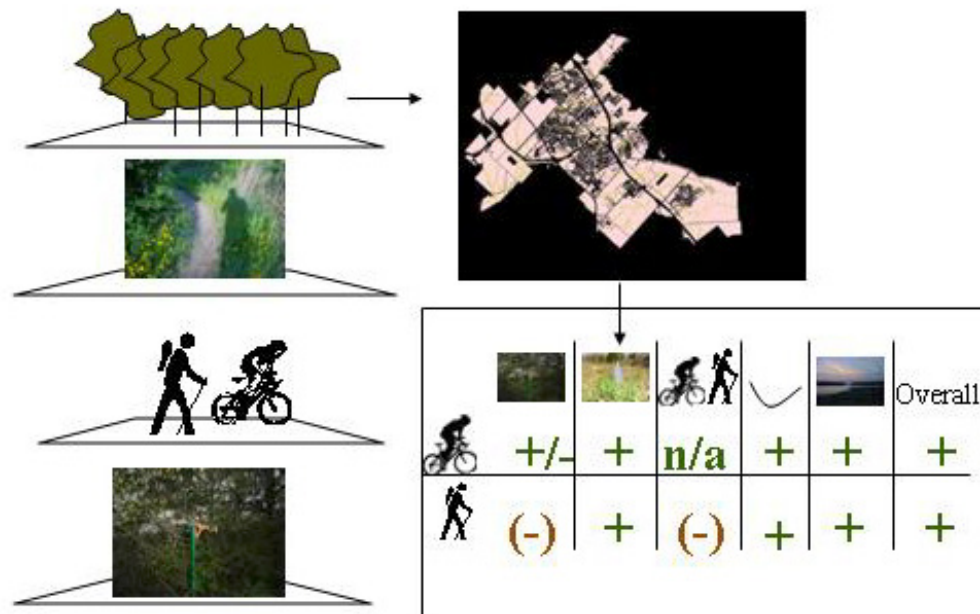 Overall
+/- + n/a + + +
(-) + (-) + + +